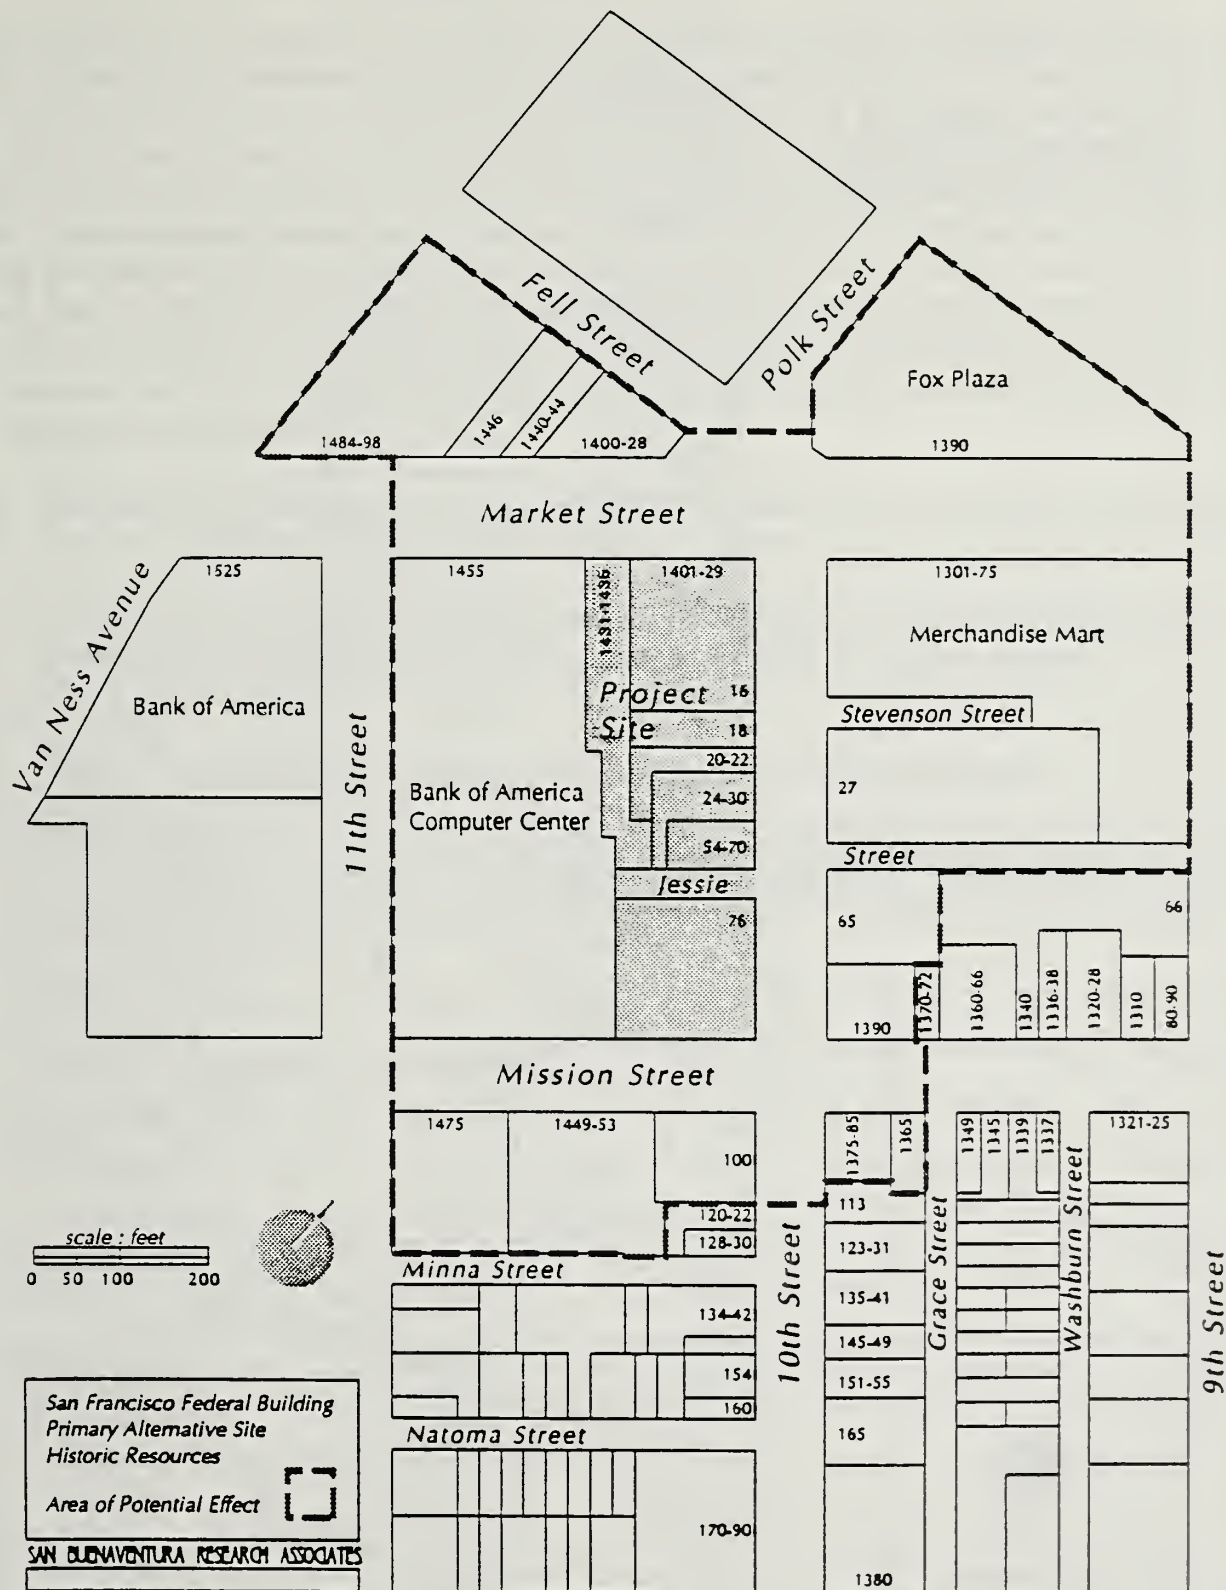 Fell Street
Polk Street
Fox Plaza
1484-98
1446
1440-44
1400-28
1390
Market Street
Van Ness Avenue
1525
Bank of America
11th Street
1455
1431-1436
1401-29
Project
Site
16
18
20-22
24-30
54-70
Jessie
76
Bank of America
Computer Center
1301-75
Merchandise Mart
Stevenson Street
27
Street
65
66
1390
1370-72
1360-66
1340
1336-38
1320-28
1310
80-90
Mission Street
1475
1449-53
100
120-22
128-30
1375-85
1365
1349
1345
1339
1337
1321-25
113
123-31
135-41
145-49
151-55
165
1380
10th Street
Grace Street
Washburn Street
9th Street
Minna Street
134-42
154
160
Natoma Street
170-90
scale : feet
0 50 100 200
San Francisco Federal Building
Primary Alternative Site
Historic Resources
Area of Potential Effect
SAN BUENAVENTURA RESEARCH ASSOCIATES